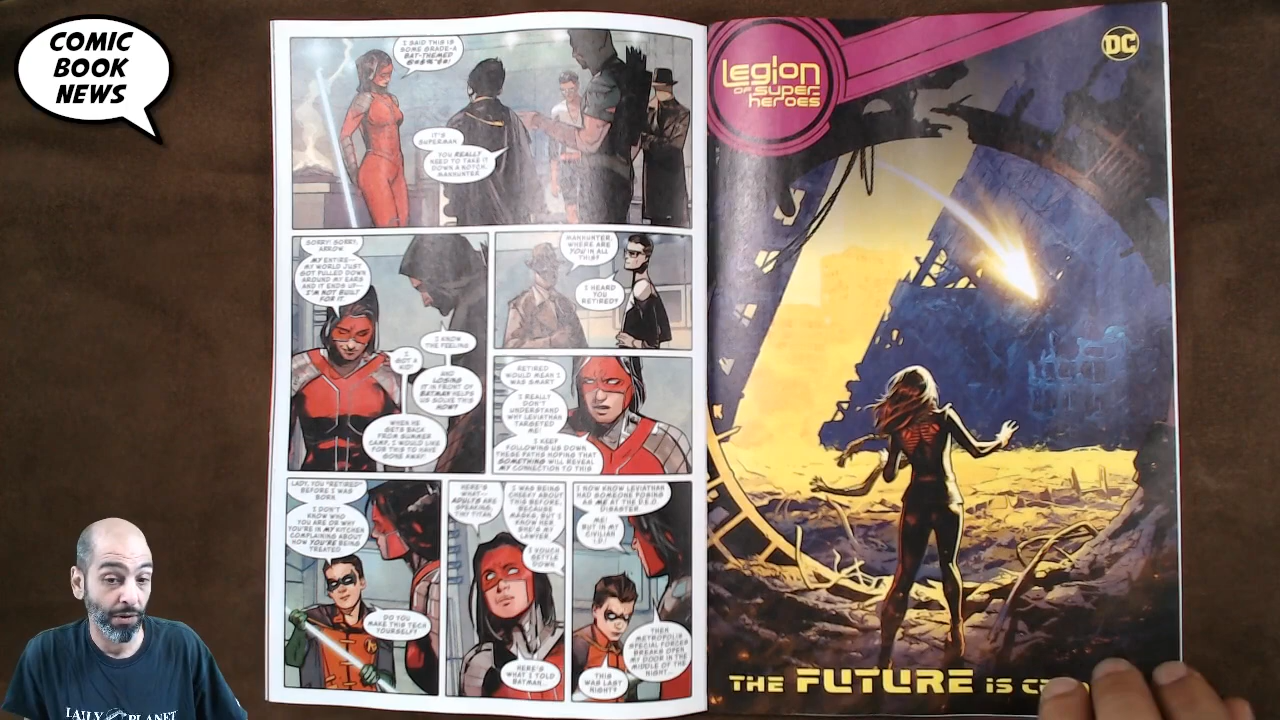 COMIC
BOOK
NEWS
I SAID THIS IS
SOME GRADE-A
BAT-THEMED
IT'S
SUPERMAN.
YOU REALLY
NEED TO TAKE IT
DOWN A NOTCH,
MANHUNTER.
SORRY! SORRY,
ARROW.
MY ENTIRE--
MY WORLD JUST
GOT PULLED DOWN
AROUND MY EARS
AND IT ENDS UP--
I'M NOT BUILT
FOR IT.
I KNOW
THE FEELING.
I
GOT A
KID!
AND
LOSING
IT IN FRONT OF
BATMAN HELPS
US SOLVE THIS
HOW?
WHEN HE
GETS BACK
FROM SUMMER
CAMP, I WOULD LIKE
FOR THIS TO HAVE
GONE AWAY.
MANHUNTER,
WHERE ARE
YOU IN ALL
THIS?
I HEARD
YOU
RETIRED?
RETIRED
WOULD MEAN I
WAS SMART.
I REALLY
DON'T
UNDERSTAND
WHY LEVIATHAN
TARGETED
ME!
I KEEP
FOLLOWING US DOWN
THESE PATHS HOPING THAT
SOMETHING WILL REVEAL
MY CONNECTION TO THIS.
LADY, YOU "RETIRED"
BEFORE I WAS
BORN.
I DON'T
KNOW WHO
YOU ARE OR WHY
YOU'RE IN MY KITCHEN
COMPLAINING ABOUT
HOW YOU'RE BEING
TREATED.
DO YOU
MAKE THIS TECH
YOURSELF?
HERE'S
WHAT--
ADULTS ARE
SPEAKING,
TINY TITAN.
I WAS BEING
CHEEKY ABOUT
THIS BEFORE,
BECAUSE
MASKS, BUT I
KNOW HER.
SHE'S MY
LAWYER.
I VOUCH.
SETTLE
DOWN.
HERE'S
WHAT I TOLD
BATMAN...
I NOW KNOW LEVIATHAN
HAD SOMEONE POSING
AS ME AT THE D.E.O.
DISASTER.
ME!
BUT IN MY
CIVILIAN
I.D.!
THIS
WAS LAST
NIGHT?
THEN
METROPOLIS
SPECIAL FORCES
BREAKS OPEN
MY DOOR IN THE
MIDDLE OF THE
NIGHT...
Legion
OF SUPER-
Heroes
DC
THE FUTURE IS
DAILY PLANET